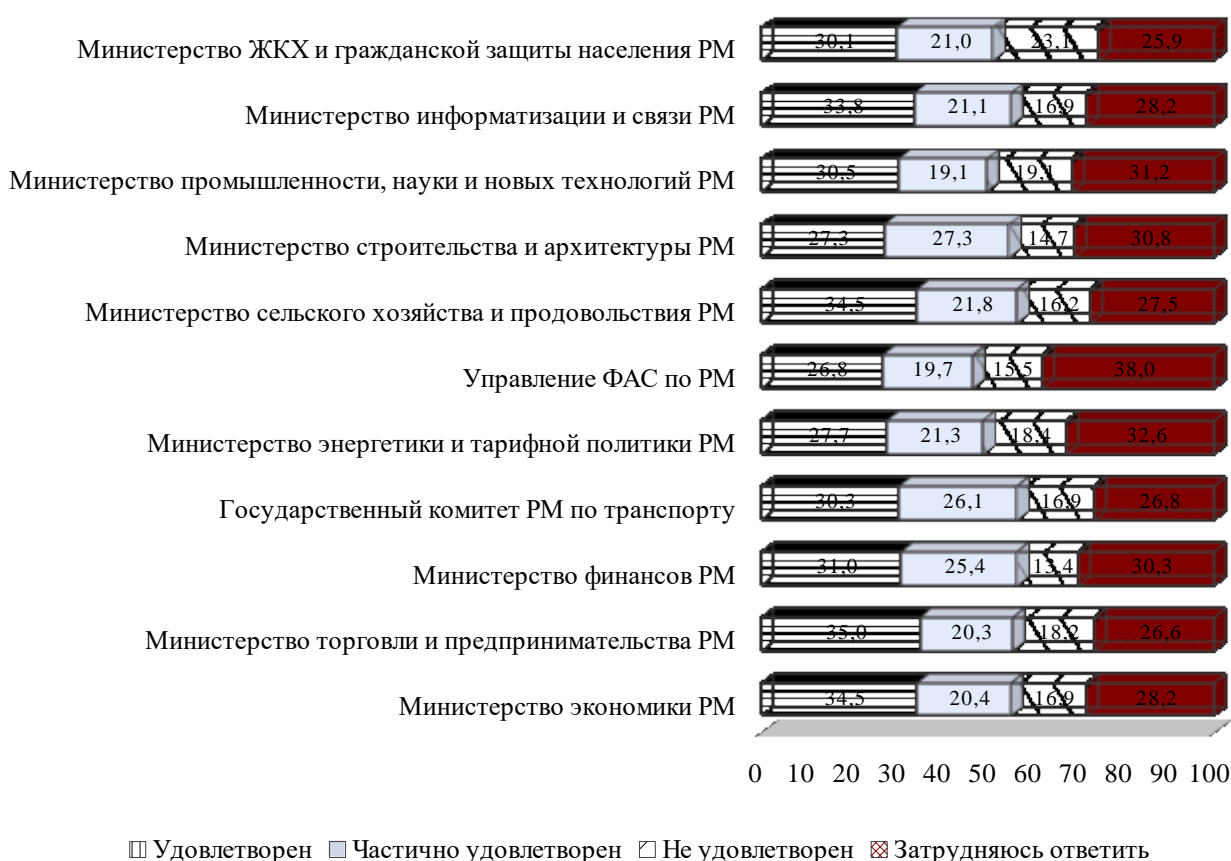 Министерство ЖКХ и гражданской защиты населения РМ 30,1 21,0 23,1 25,9
Министерство информатизации и связи РМ 33,8 21,1 16,9 28,2
Министерство промышленности, науки и новых технологий РМ 30,5 19,1 19,1 31,2
Министерство строительства и архитектуры РМ 27,3 27,3 14,7 30,8
Министерство сельского хозяйства и продовольствия РМ 34,5 21,8 16,2 27,5
Управление ФАС по РМ 26,8 19,7 15,5 38,0
Министерство энергетики и тарифной политики РМ 27,7 21,3 18,4 32,6
Государственный комитет РМ по транспорту 30,3 26,1 16,9 26,8
Министерство финансов РМ 31,0 25,4 13,4 30,3
Министерство торговли и предпринимательства РМ 35,0 20,3 18,2 26,6
Министерство экономики РМ 34,5 20,4 16,9 28,2
0 10 20 30 40 50 60 70 80 90 100
Удовлетворен Частично удовлетворен Не удовлетворен Затрудняюсь ответить